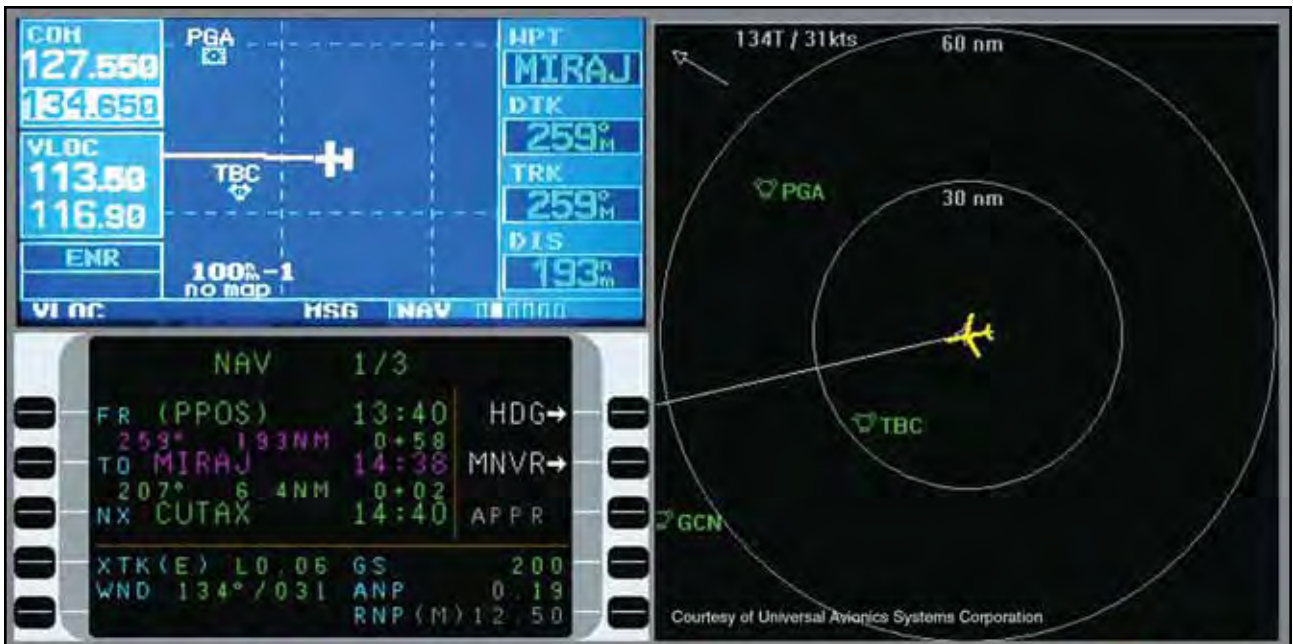 COM
127.550
134.650
VLOC
113.50
116.90
ENR
PGA
TBC
100nm-1
no map
WPT
MIRAJ
DTK
259°M
TRK
259°M
DIS
193nm
VLOC MSG NAV
NAV 1/3
FR (PPOS) 13:40 HDG→
259° 193NM 0+58
TO MIRAJ 14:38 MNVR→
207° 6.4NM 0+02
NX CUTAX 14:40 APPR
XTK(E) L0.06 GS 200
WND 134°/031 ANP 0.19
RNP(M)12.50
134T / 31kts
60 nm
PGA
30 nm
TBC
GCN
Courtesy of Universal Avionics Systems Corporation